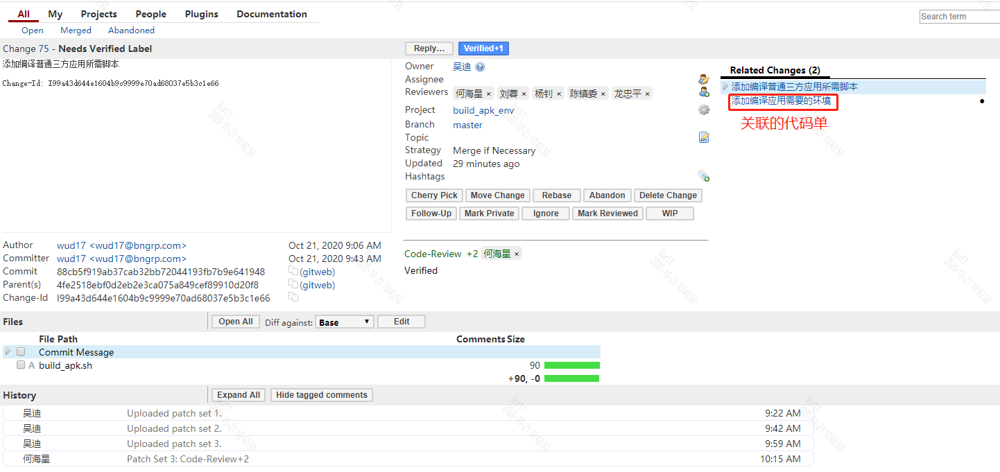 All My Projects People Plugins Documentation
Search term
Open Merged Abandoned
Change 75 - Needs Verified Label
Reply… Verified+1
添加编译普通三方应用所需脚本
Change-Id: I99a43d644e1604b9c9999e70ad68037e5b3c1e66
Owner 吴迪
Assignee
Reviewers 何海星 × 刘蓉 × 杨钊 × 陈镇委 × 龙忠平 ×
Project build_apk_env
Branch master
Topic
Strategy Merge if Necessary
Updated 29 minutes ago
Hashtags
Cherry Pick Move Change Rebase Abandon Delete Change
Follow-Up Mark Private Ignore Mark Reviewed WIP
Related Changes (2)
添加编译普通三方应用所需脚本
添加编译应用需要的环境
关联的代码单
Author wud17 <wud17@bngrp.com> Oct 21, 2020 9:06 AM
Committer wud17 <wud17@bngrp.com> Oct 21, 2020 9:43 AM
Commit 88cb5f919ab37cab32bb72044193fb7b9e641948 (gitweb)
Parent(s) 4fe2518ebf0d2eb2e3ca075a849cef89910d20f8 (gitweb)
Change-Id I99a43d644e1604b9c9999e70ad68037e5b3c1e66
Code-Review +2 何海星 ×
Verified
Files Open All Diff against: Base Edit
File Path Comments Size
Commit Message
A build_apk.sh 90
+90, -0
History Expand All Hide tagged comments
吴迪 Uploaded patch set 1. 9:22 AM
吴迪 Uploaded patch set 2. 9:42 AM
吴迪 Uploaded patch set 3. 9:59 AM
何海星 Patch Set 3: Code-Review+2 10:15 AM